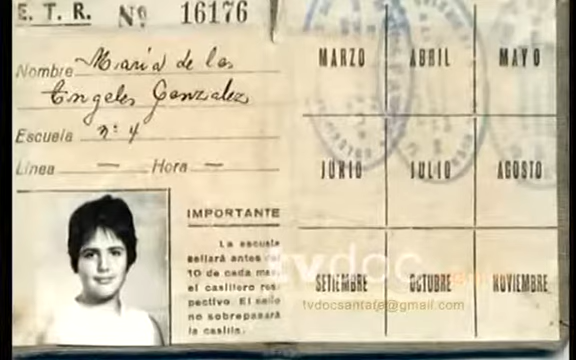 E. T. R. Nº 16176
Nombre María de los
Angeles Gonzalez
Escuela nº 4
Línea — Hora —
IMPORTANTE
La escuela
sellará antes del
10 de cada mes,
el casillero res-
pectivo. El sello
no sobrepasará
la casilla.
MARZO ABRIL MAYO
JUNIO JULIO AGOSTO
SETIEMBRE OCTUBRE NOVIEMBRE
tvdoc
tvdocsantafe@gmail.com